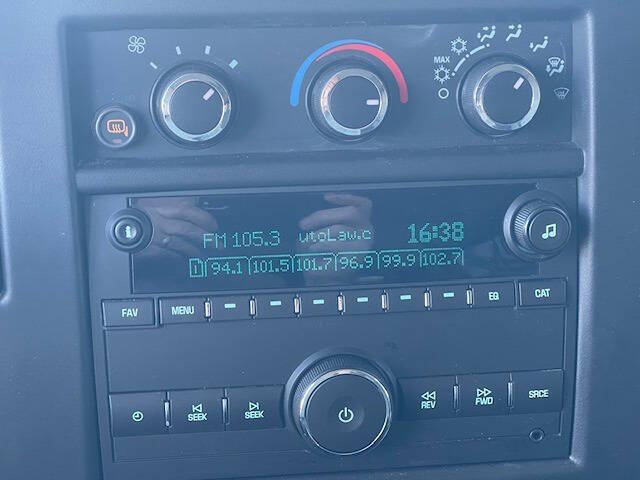 MAX
FM 105.3 utoLaw.c 16:38
1 94.1 101.5 101.7 96.9 99.9 102.7
FAV MENU EQ CAT
SEEK SEEK REV FWD SRCE